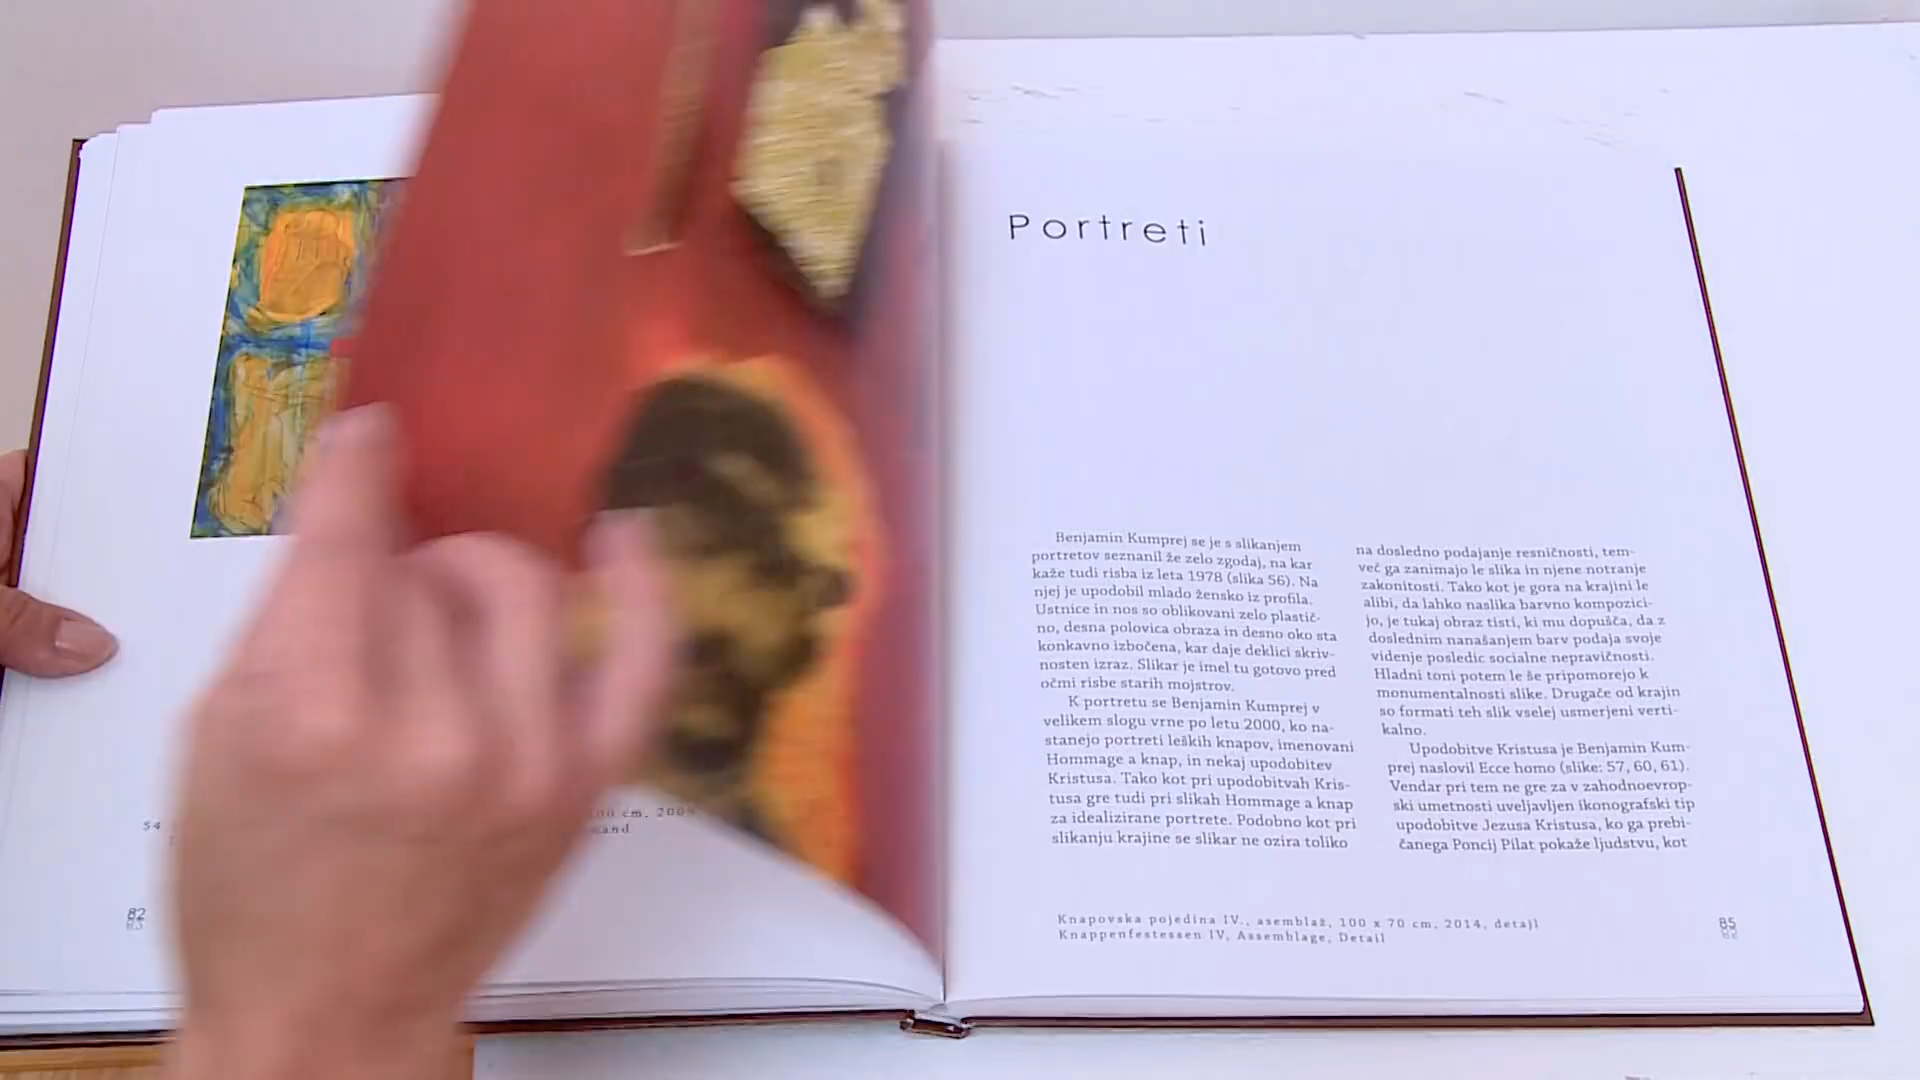 54
00 cm, 200
82
Portreti
Benjamin Kumprej se je s slikanjem
portretov seznanil že zelo zgodaj, na kar
kaže tudi risba iz leta 1978 (slika 56). Na
njej je upodobil mlado žensko iz profila.
Ustnice in nos so oblikovani zelo plastič-
no, desna polovica obraza in desno oko sta
konkavno izbočena, kar daje deklici skriv-
nosten izraz. Slikar je imel tu gotovo pred
očmi risbe starih mojstrov.
K portretu se Benjamin Kumprej v
velikem slogu vrne po letu 2000, ko na-
stanejo portreti leških knapov, imenovani
Hommage a knap, in nekaj upodobitev
Kristusa. Tako kot pri upodobitvah Kris-
tusa gre tudi pri slikah Hommage a knap
za idealizirane portrete. Podobno kot pri
slikanju krajine se slikar ne ozira toliko
na dosledno podajanje resničnosti, tem-
več ga zanimajo le slika in njene notranje
zakonitosti. Tako kot je gora na krajini le
alibi, da lahko naslika barvno kompozici-
jo, je tukaj obraz tisti, ki mu dopušča, da z
doslednim nanašanjem barv podaja svoje
videnje posledic socialne nepravičnosti.
Hladni toni potem le še pripomorejo k
monumentalnosti slike. Drugače od krajin
so formati teh slik vselej usmerjeni verti-
kalno.
Upodobitve Kristusa je Benjamin Kum-
prej naslovil Ecce homo (slike: 57, 60, 61).
Vendar pri tem ne gre za v zahodnoevrop-
ski umetnosti uveljavljen ikonografski tip
upodobitve Jezusa Kristusa, ko ga prebi-
čanega Poncij Pilat pokaže ljudstvu, kot
Knapovska pojedina IV., asemblaž, 100 x 70 cm, 2014, detajl
Knappenfestessen IV, Assemblage, Detail
85